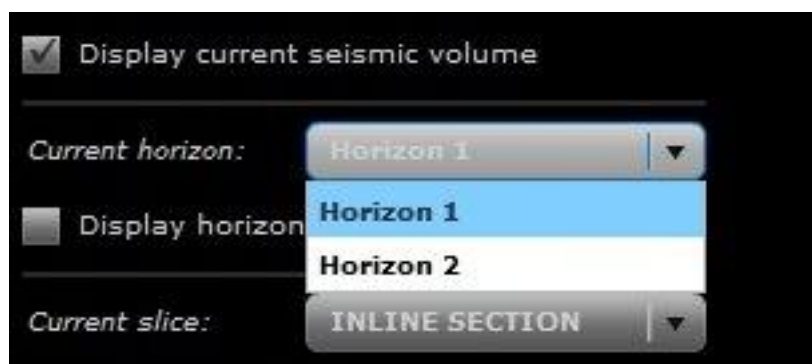 Display current seismic volume
Current horizon: Horizon 1
Horizon 1
Display horizon
Horizon 2
Current slice: INLINE SECTION